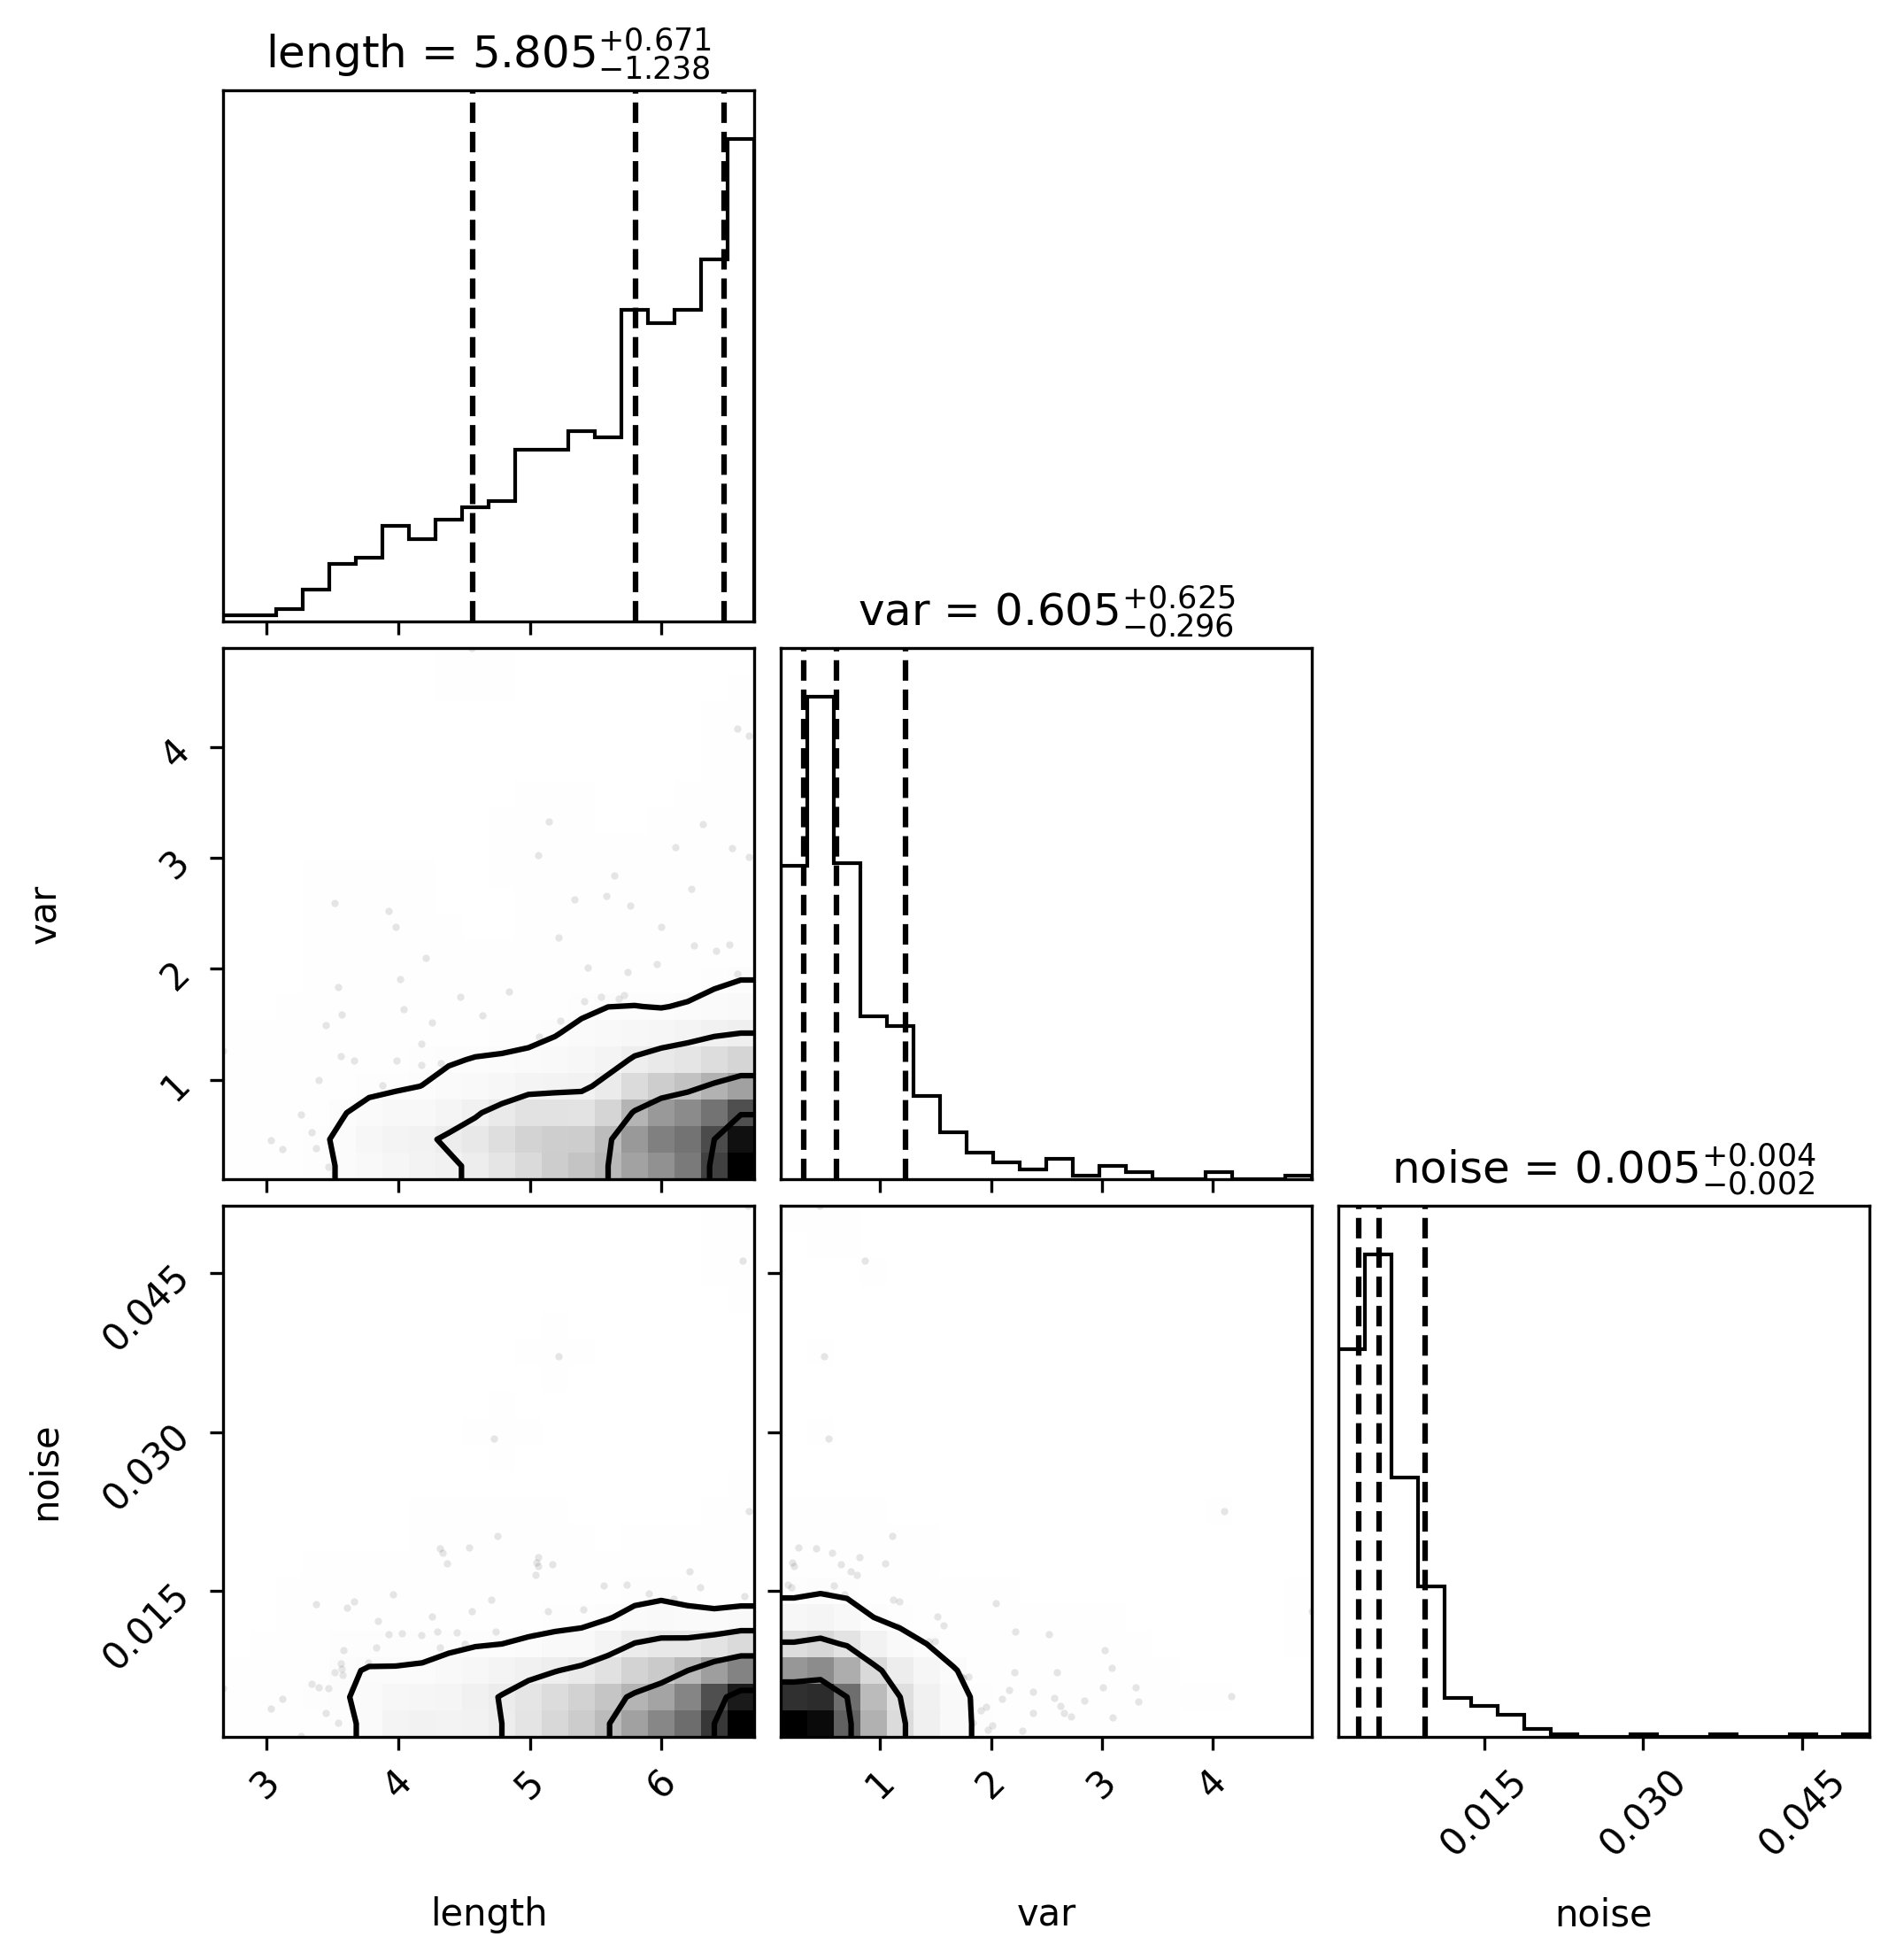 length = 5.805 +0.671 −1.238
var = 0.605 +0.625 −0.296
4
3
2
1
var
noise = 0.005 +0.004 −0.002
0.045
0.030
0.015
noise
3 4 5 6 1 2 3 4 0.015 0.030 0.045
length var noise